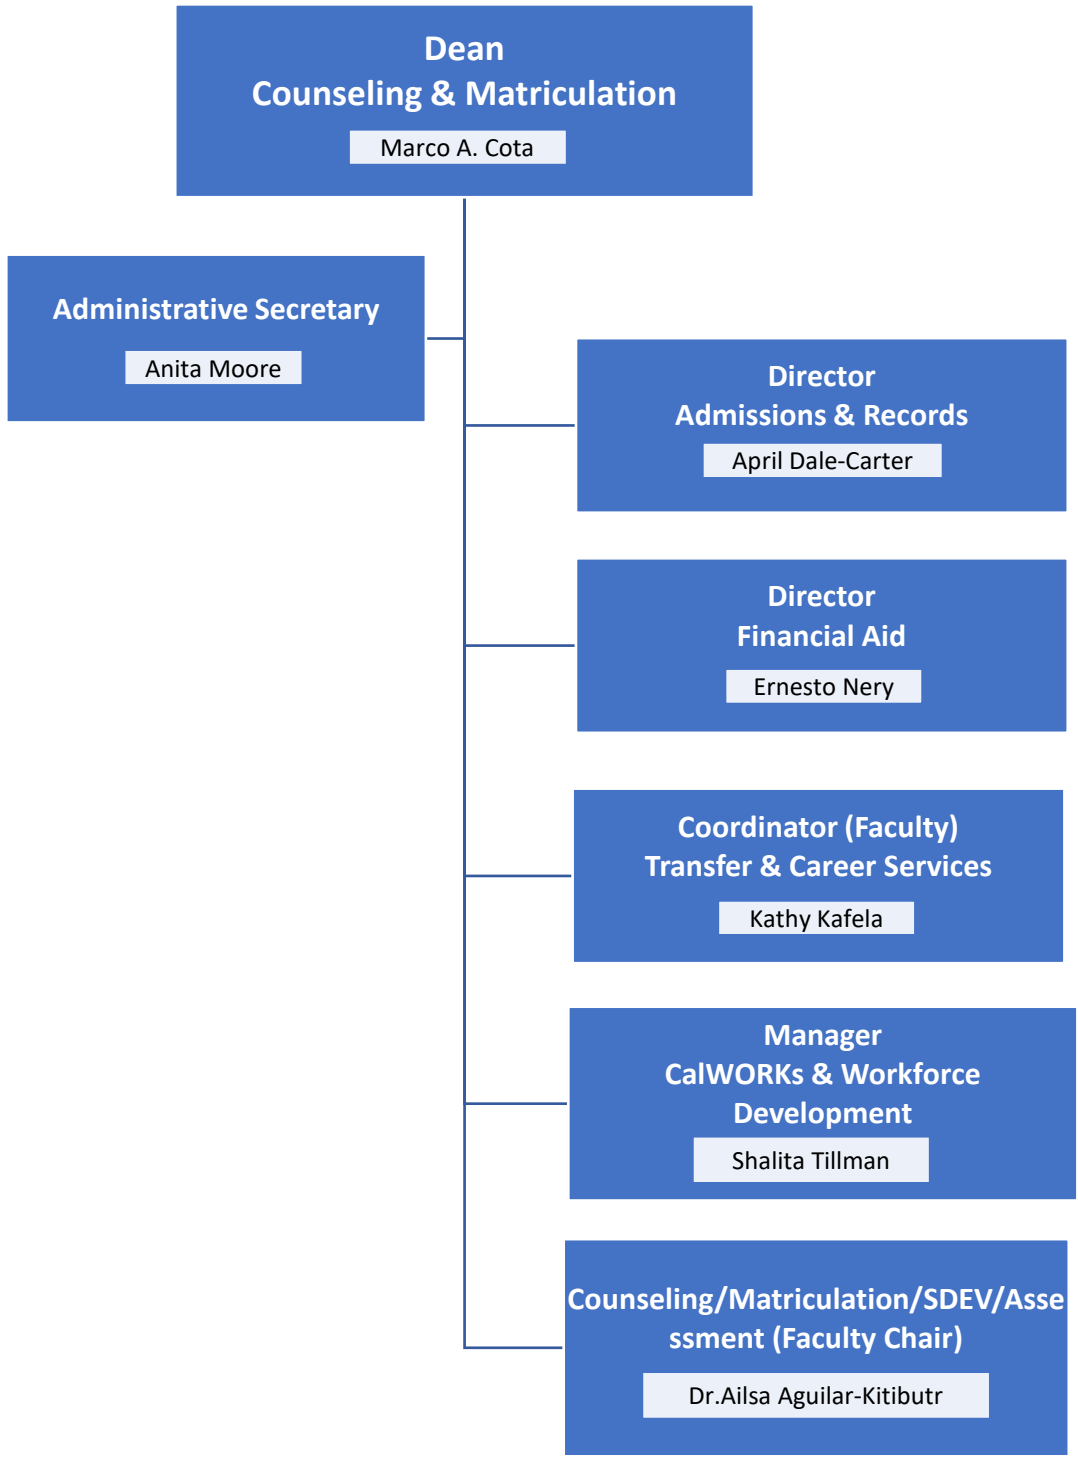 Dean
Counseling & Matriculation
Marco A. Cota
Administrative Secretary
Anita Moore
Director
Admissions & Records
April Dale-Carter
Director
Financial Aid
Ernesto Nery
Coordinator (Faculty)
Transfer & Career Services
Kathy Kafela
Manager
CalWORKs & Workforce
Development
Shalita Tillman
Counseling/Matriculation/SDEV/Asse
ssment (Faculty Chair)
Dr.Ailsa Aguilar-Kitibutr